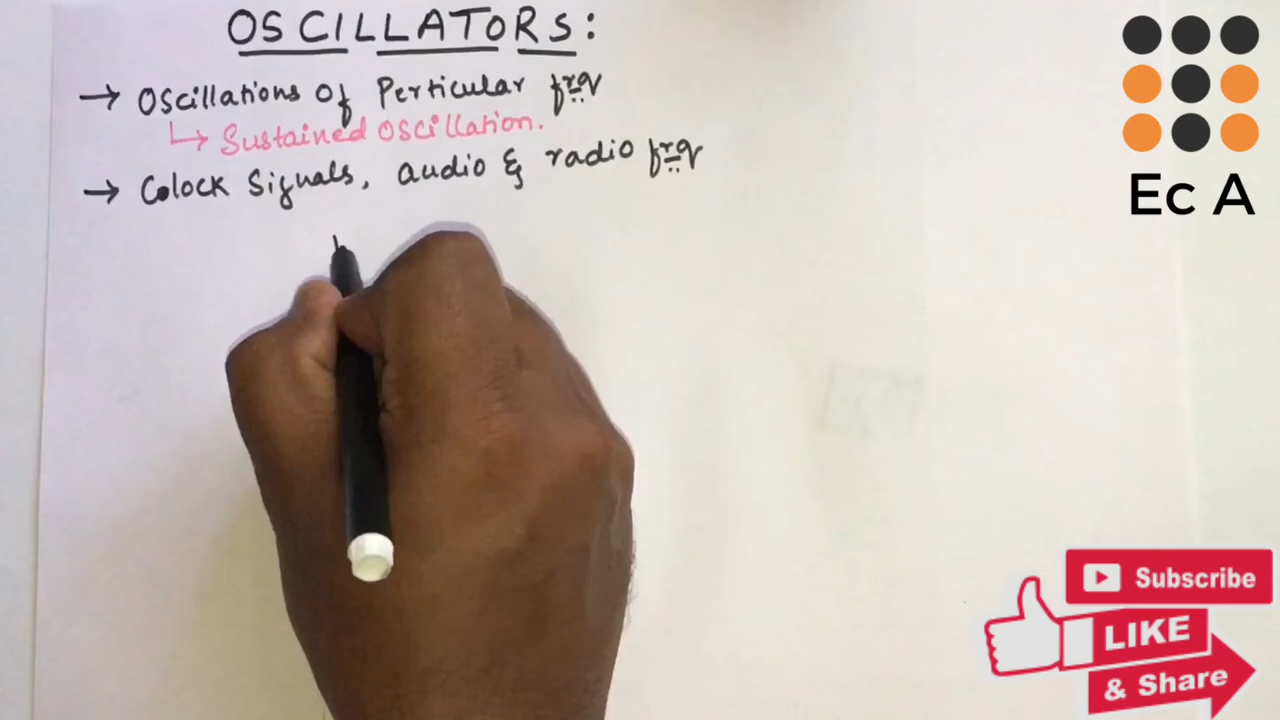 OSCILLATORS:
→ Oscillations of Perticular frq
↳ Sustained Oscillation.
→ Colock Signals, audio & radio frq
Ec A
Subscribe
LIKE
& Share